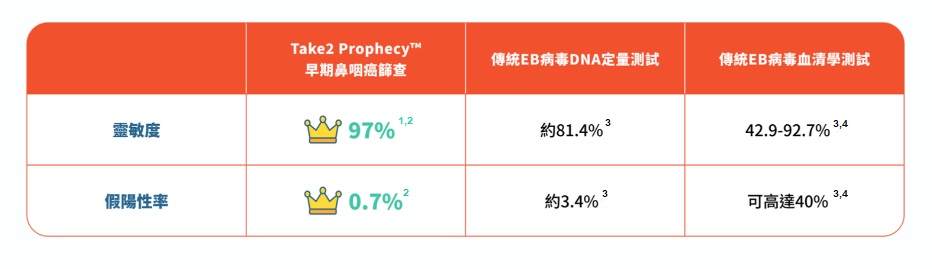 Take2 Prophecy™
早期鼻咽癌篩查
傳統EB病毒DNA定量測試
傳統EB病毒血清學測試
靈敏度
97% 1,2
約81.4% 3
42.9-92.7% 3,4
假陽性率
0.7% 2
約3.4% 3
可高達40% 3,4